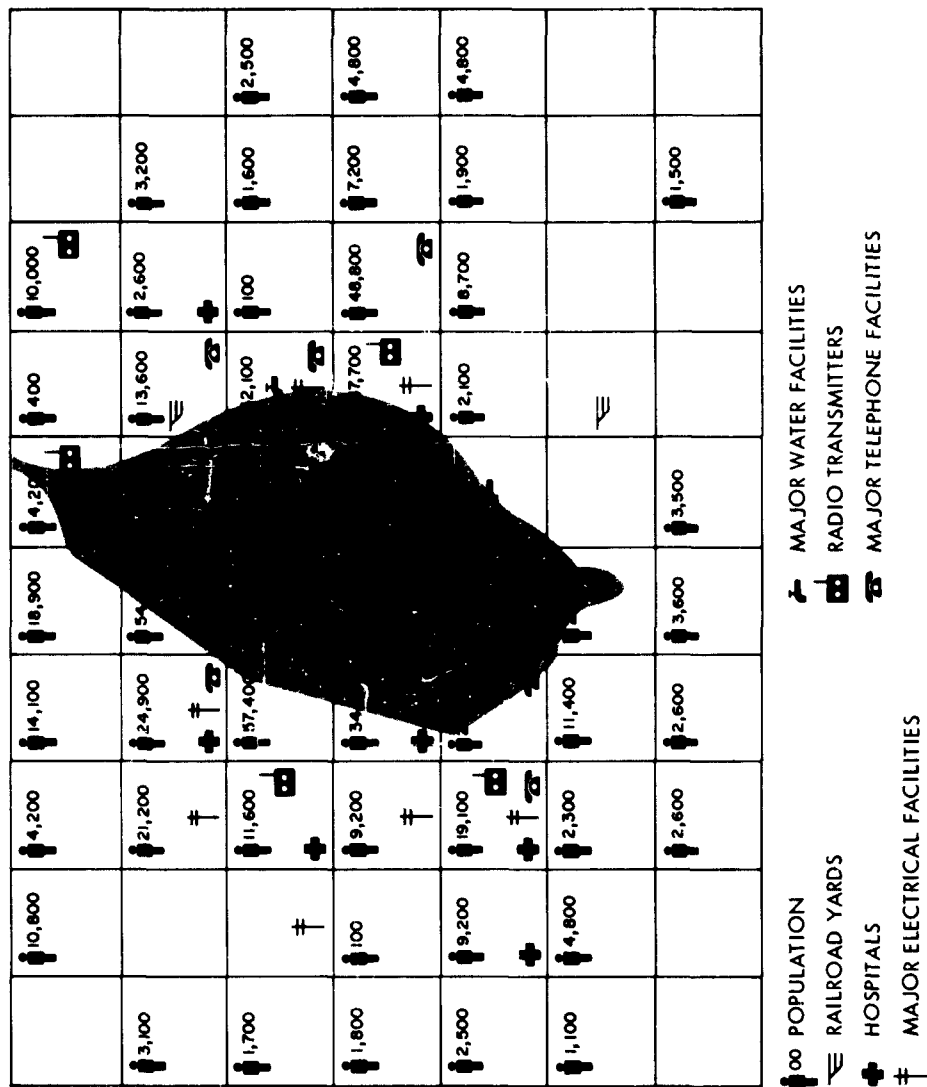 10,800 4,200 14,100 18,900 400 10,000
3,100 21,200 24,900 13,600 2,600 3,200
1,700 11,600 57,400 2,100 100 1,600 2,500
1,800 100 9,200 7,700 48,800 7,200 4,800
2,500 9,200 19,100 2,100 8,700 1,900 4,800
1,100 4,800 2,300 11,400
2,600 2,600 3,600 3,500 1,500
00 POPULATION
RAILROAD YARDS
HOSPITALS
MAJOR ELECTRICAL FACILITIES
MAJOR WATER FACILITIES
RADIO TRANSMITTERS
MAJOR TELEPHONE FACILITIES